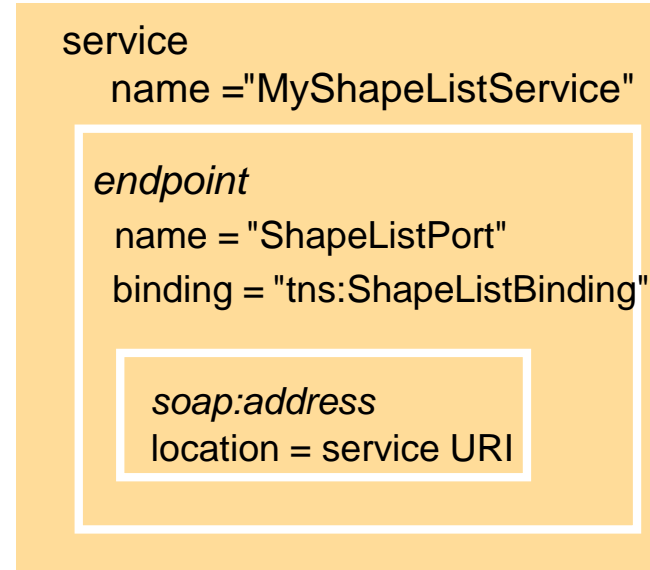 service
name ="MyShapeListService"
endpoint
name = "ShapeListPort"
binding = "tns:ShapeListBinding"
soap:address
location = service URI